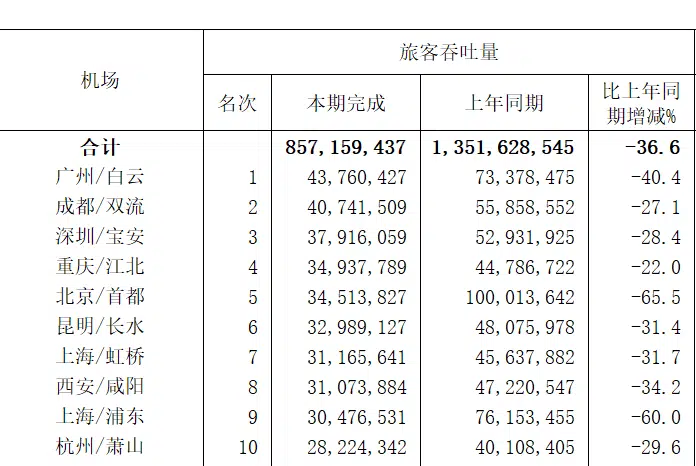 机场 旅客吞吐量
名次 本期完成 上年同期 比上年同
期增减%
合计 857,159,437 1,351,628,545 -36.6
广州/白云 1 43,760,427 73,378,475 -40.4
成都/双流 2 40,741,509 55,858,552 -27.1
深圳/宝安 3 37,916,059 52,931,925 -28.4
重庆/江北 4 34,937,789 44,786,722 -22.0
北京/首都 5 34,513,827 100,013,642 -65.5
昆明/长水 6 32,989,127 48,075,978 -31.4
上海/虹桥 7 31,165,641 45,637,882 -31.7
西安/咸阳 8 31,073,884 47,220,547 -34.2
上海/浦东 9 30,476,531 76,153,455 -60.0
杭州/萧山 10 28,224,342 40,108,405 -29.6